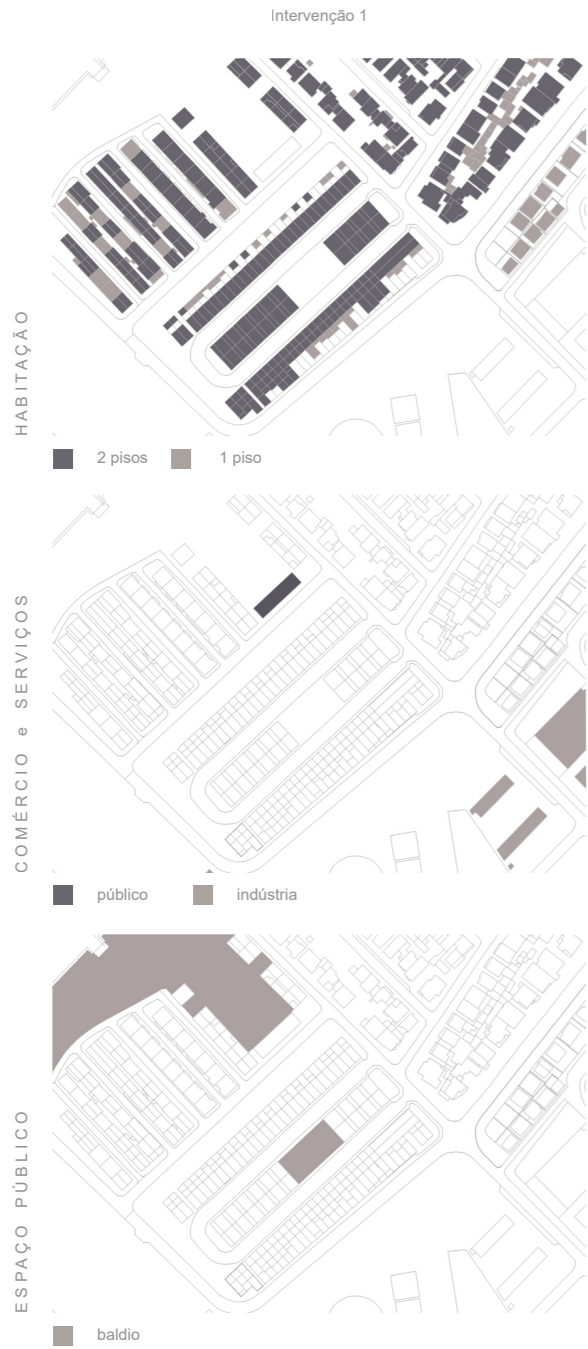 Intervenção 1
HABITAÇÃO
2 pisos
1 piso
COMÉRCIO e SERVIÇOS
público
indústria
ESPAÇO PÚBLICO
baldio